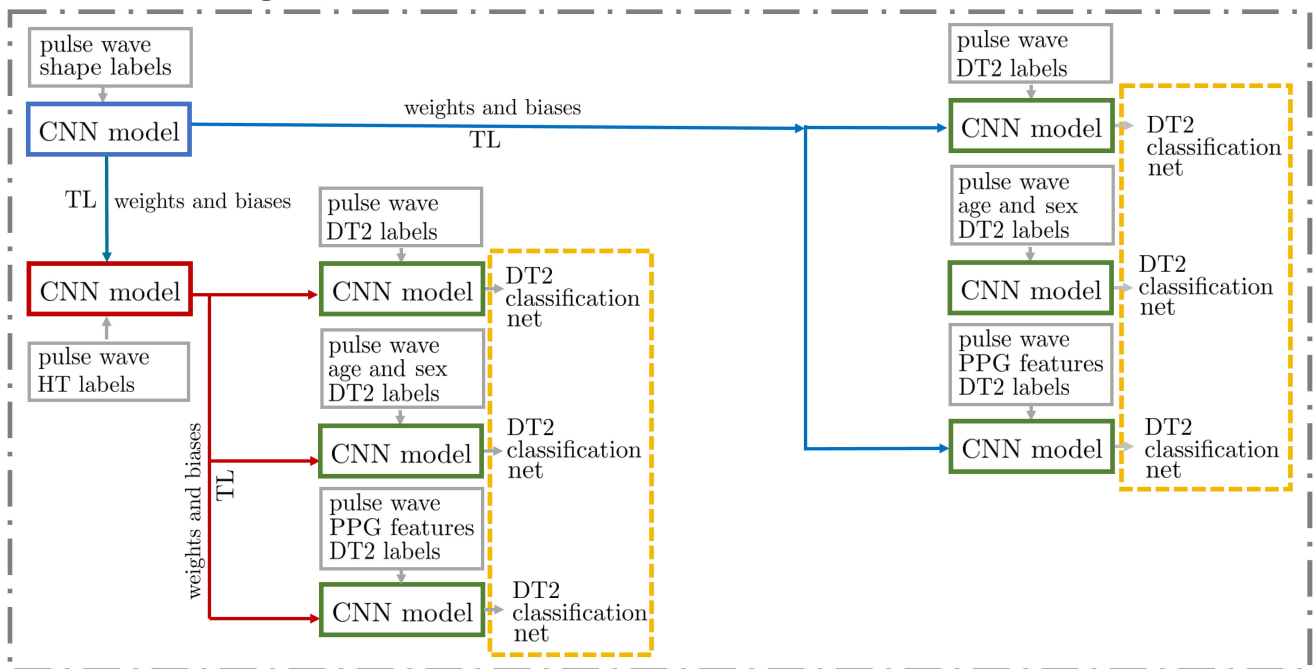 pulse wave
shape labels
CNN model
weights and biases
TL
pulse wave
DT2 labels
CNN model
DT2
classification
net
TL
weights and biases
pulse wave
age and sex
DT2 labels
CNN model
DT2
classification
net
pulse wave
PPG features
DT2 labels
CNN model
DT2
classification
net
CNN model
pulse wave
HT labels
weights and biases
TL
pulse wave
DT2 labels
CNN model
DT2
classification
net
pulse wave
age and sex
DT2 labels
CNN model
DT2
classification
net
pulse wave
PPG features
DT2 labels
CNN model
DT2
classification
net